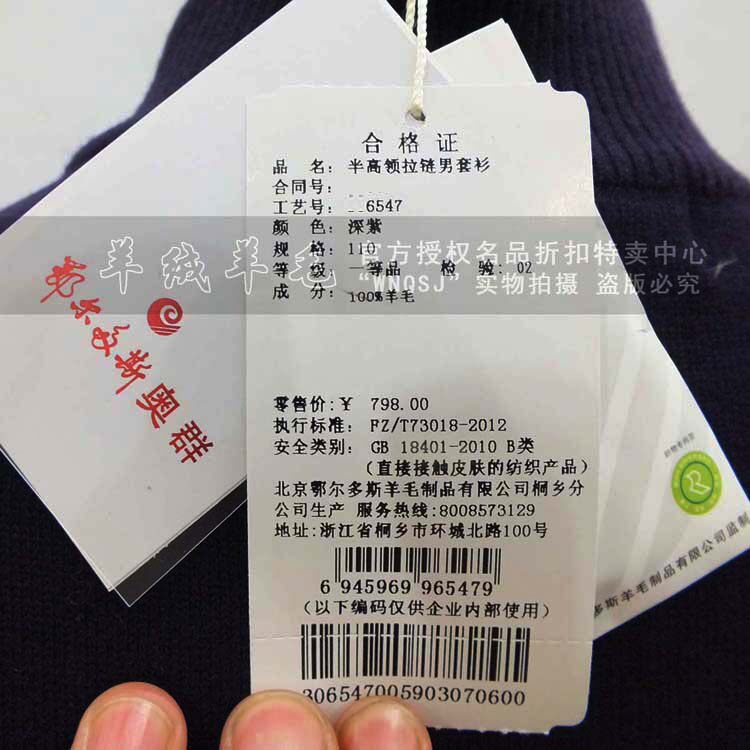 合格证
品 名: 半高领拉链男套衫
合同号:
工艺号: 6547
颜 色: 深紫
规 格: 110
等 级 一等品 检 验: 02
成 分: 100%羊毛
羊绒羊毛
官方授权名品折扣特卖中心
“WNQSJ”实物拍摄 盗版必究
零售价:¥ 798.00
执行标准: FZ/T73018-2012
安全类别: GB 18401-2010 B类
(直接接触皮肤的纺织产品)
北京鄂尔多斯羊毛制品有限公司桐乡分
公司生产 服务热线:8008573129
地址:浙江省桐乡市环城北路100号
6 945969 965479
(以下编码仅供企业内部使用)
306547005903070600
鄂尔多斯奥群
多斯羊毛制品有限公司监制